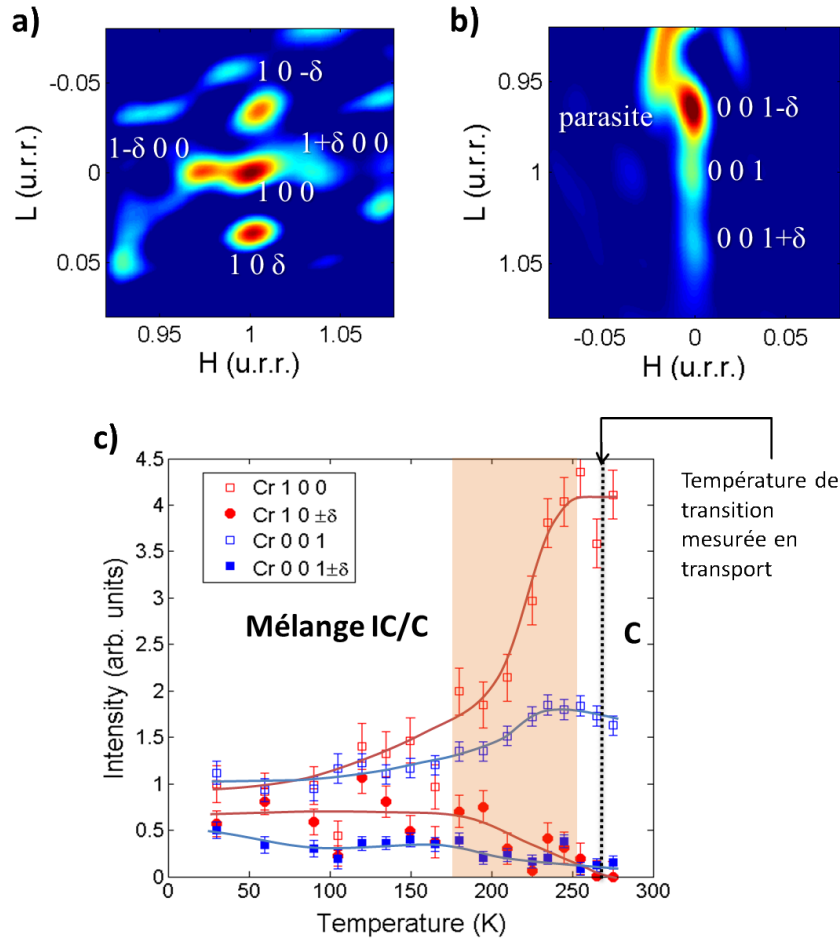 a)
-0.05
0
0.05
L (u.r.r.)
1 0 -δ
1-δ 0 0
1+δ 0 0
1 0 0
1 0 δ
0.95
1
1.05
H (u.r.r.)
b)
0.95
1
1.05
L (u.r.r.)
parasite
0 0 1-δ
0 0 1
0 0 1+δ
-0.05
0
0.05
H (u.r.r.)
c)
4.5
4
3.5
3
2.5
2
1.5
1
0.5
0
Intensity (arb. units)
Cr 1 0 0
Cr 1 0 ±δ
Cr 0 0 1
Cr 0 0 1±δ
Mélange IC/C
C
Température de
transition
mesurée en
transport
0
50
100
150
200
250
300
Temperature (K)